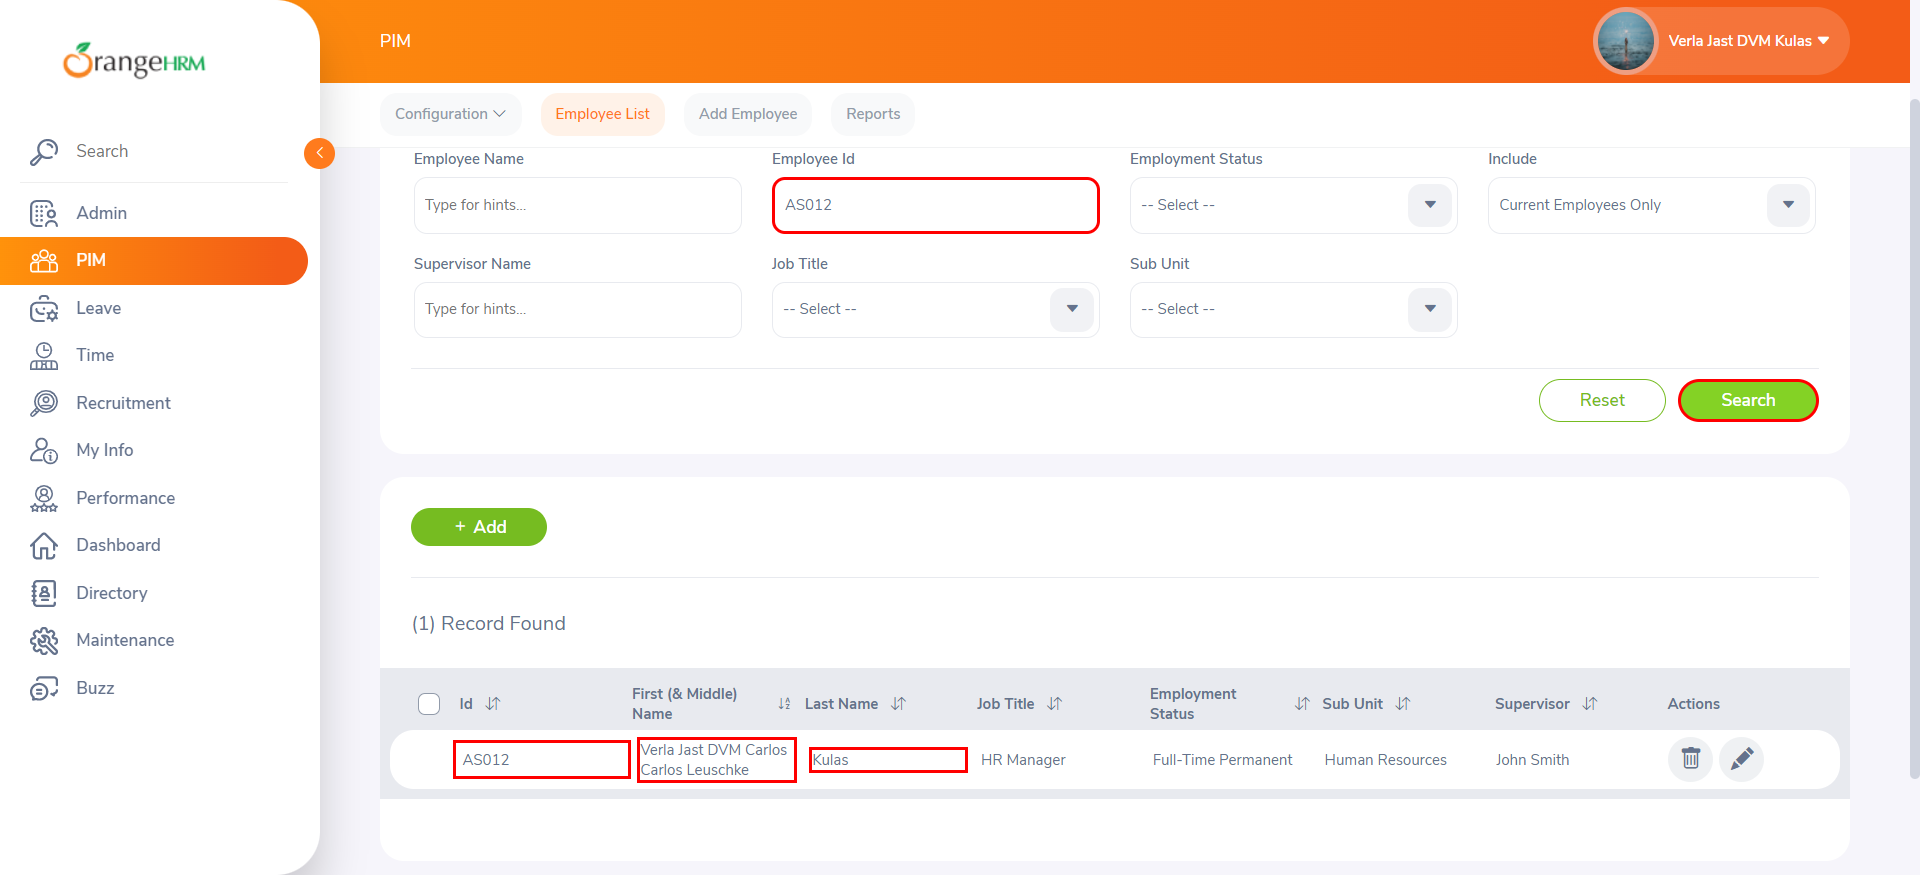 OrangeHRM
PIM
Verla Jast DVM Kulas
Configuration
Employee List
Add Employee
Reports
Search
Admin
PIM
Leave
Time
Recruitment
My Info
Performance
Dashboard
Directory
Maintenance
Buzz
Employee Name
Employee Id
Employment Status
Include
Type for hints...
AS012
-- Select --
Current Employees Only
Supervisor Name
Job Title
Sub Unit
Type for hints...
-- Select --
-- Select --
Reset
Search
+ Add
(1) Record Found
Id
First (& Middle)
Name
Last Name
Job Title
Employment
Status
Sub Unit
Supervisor
Actions
AS012
Verla Jast DVM Carlos
Carlos Leuschke
Kulas
HR Manager
Full-Time Permanent
Human Resources
John Smith